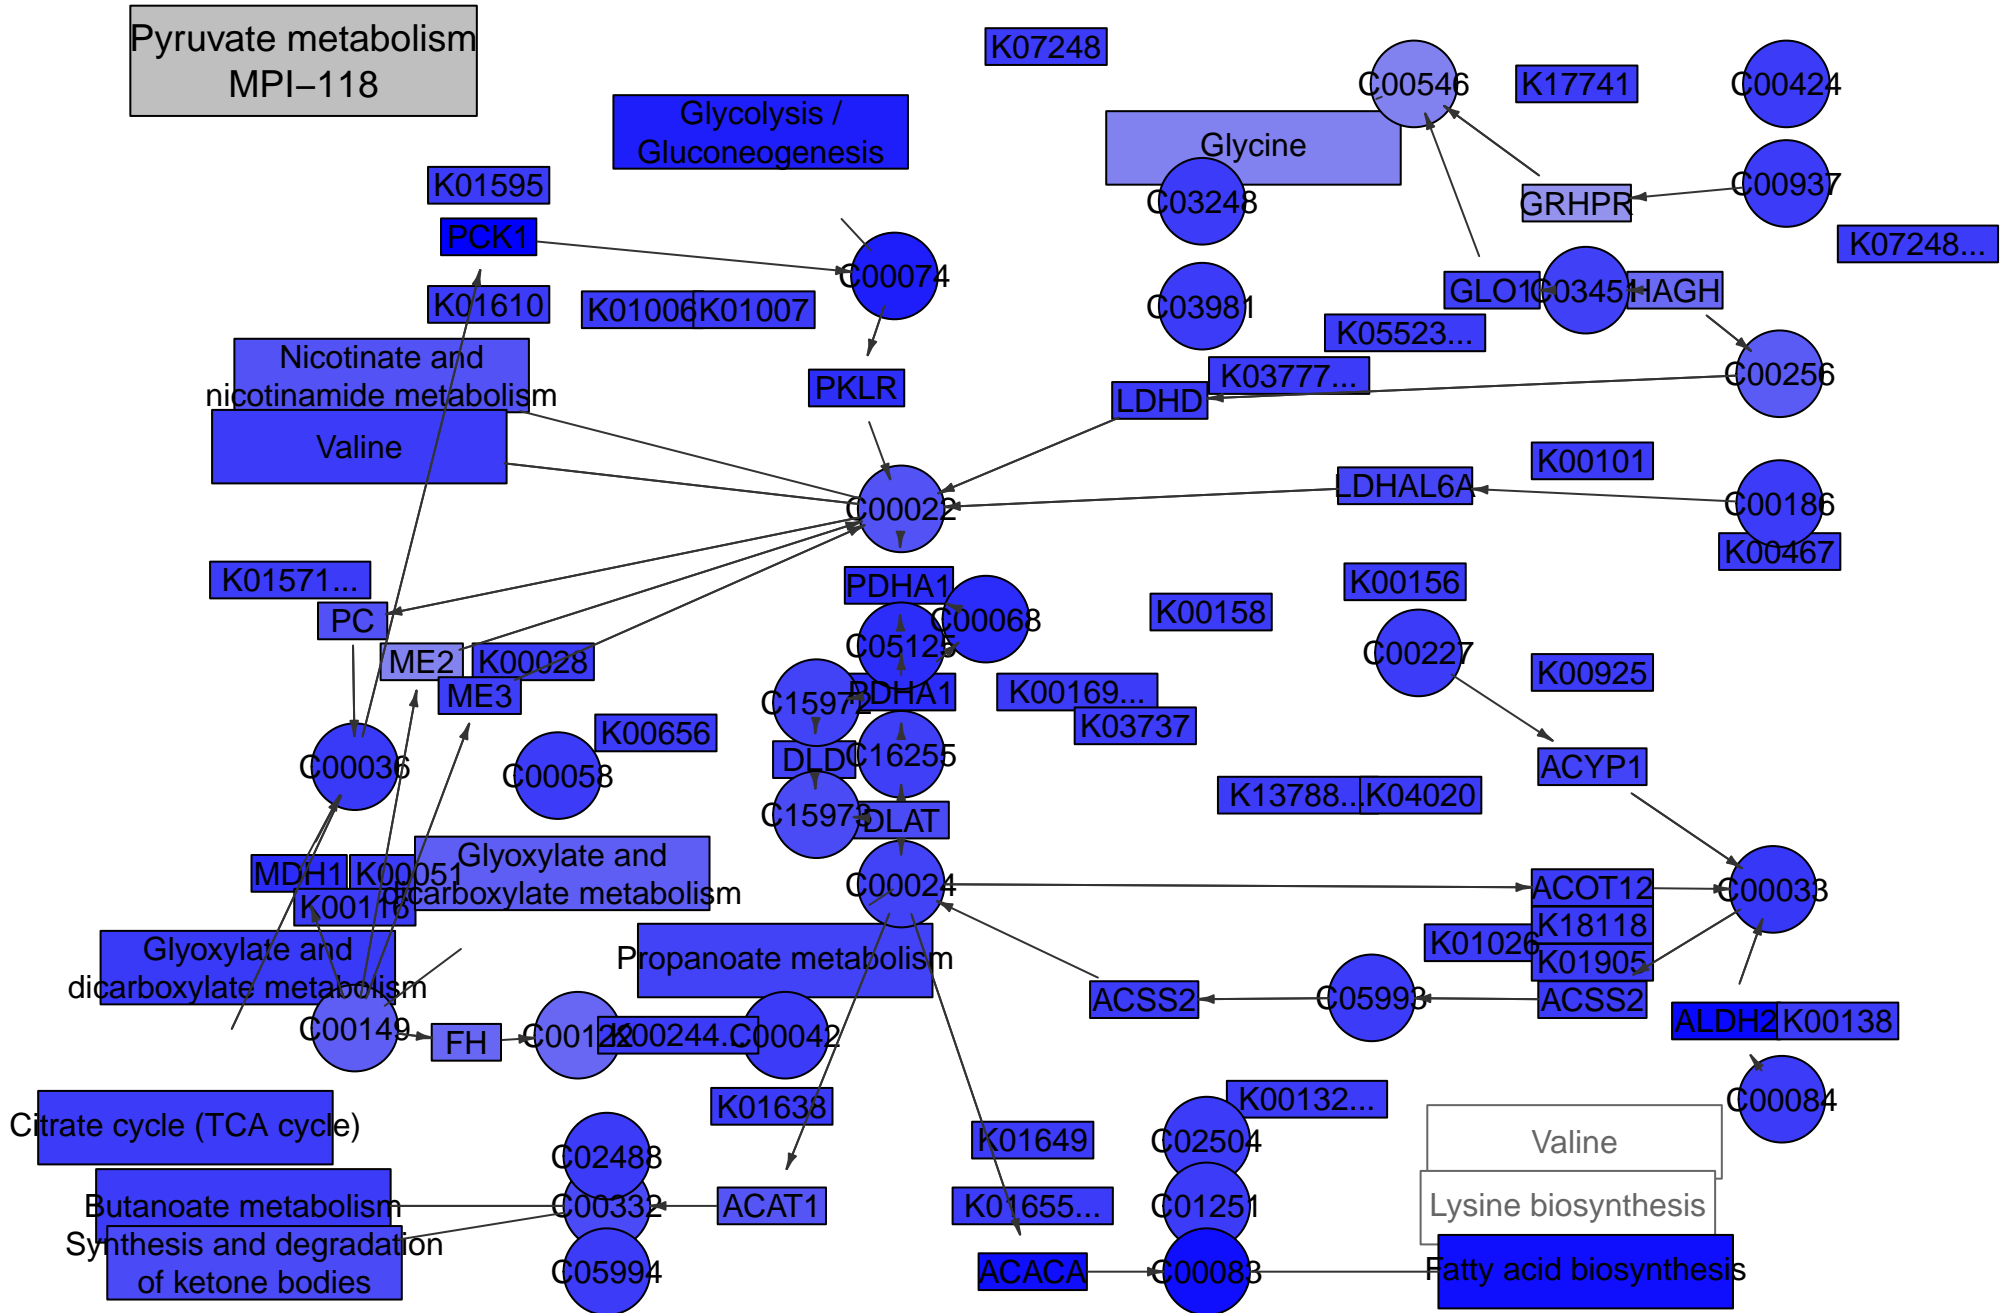 Pyruvate metabolism
MPI−118
K07248
C00546
K17741
C00424
Glycolysis /
Gluconeogenesis
Glycine
K01595
C03248
GRHPR
C00937
PCK1
K07248...
C00074
K01610
K01006
K01007
C03981
GLO1
C03451
HAGH
K05523...
Nicotinate and
nicotinamide metabolism
PKLR
K03777...
LDHD
C00256
Valine
K00101
LDHAL6A
C00186
C00022
K00467
K01571...
PDHA1
K00156
PC
C00068
K00158
C05125
C00227
ME2
K00028
K00925
ME3
C15972
PDHA1
K00169...
K03737
K00656
C00036
C00058
DLD
C16255
ACYP1
K13788...
K04020
C15973
DLAT
MDH1
K00051
Glyoxylate and
dicarboxylate metabolism
C00024
ACOT12
C00033
K00116
K18118
K01026
Glyoxylate and
dicarboxylate metabolism
Propanoate metabolism
K01905
ACSS2
C05993
ACSS2
ALDH2
K00138
C00149
FH
C00122
K00244...
C00042
C00084
K01638
K00132...
Citrate cycle (TCA cycle)
C02488
K01649
C02504
Valine
Butanoate metabolism
C00332
ACAT1
K01655...
C01251
Lysine biosynthesis
Synthesis and degradation
of ketone bodies
C05994
ACACA
C00083
Fatty acid biosynthesis